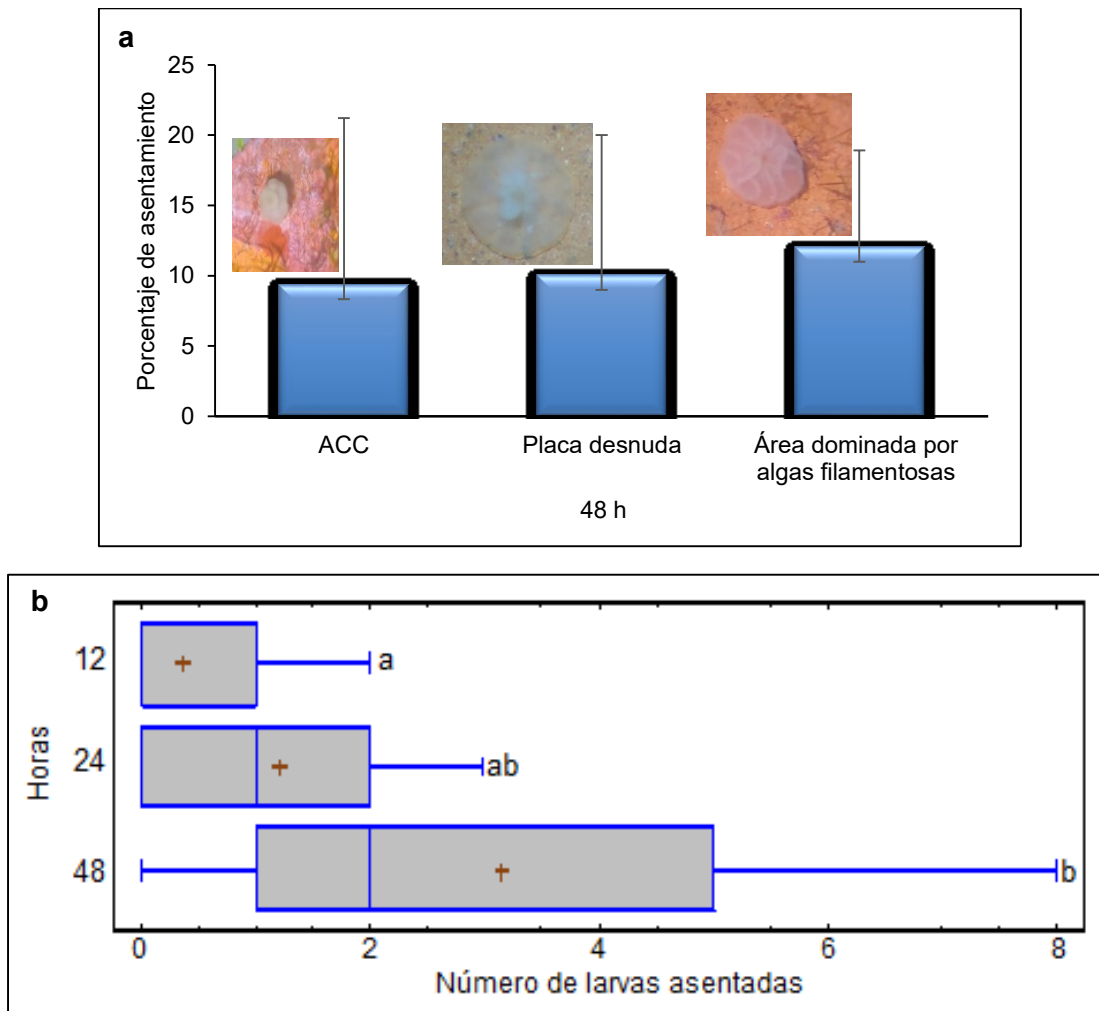 a
Porcentaje de asentamiento
25
20
15
10
5
0
ACC
Placa desnuda
Área dominada por
algas filamentosas
48 h
b
Horas
12
a
24
ab
48
b
0
2
4
6
8
Número de larvas asentadas